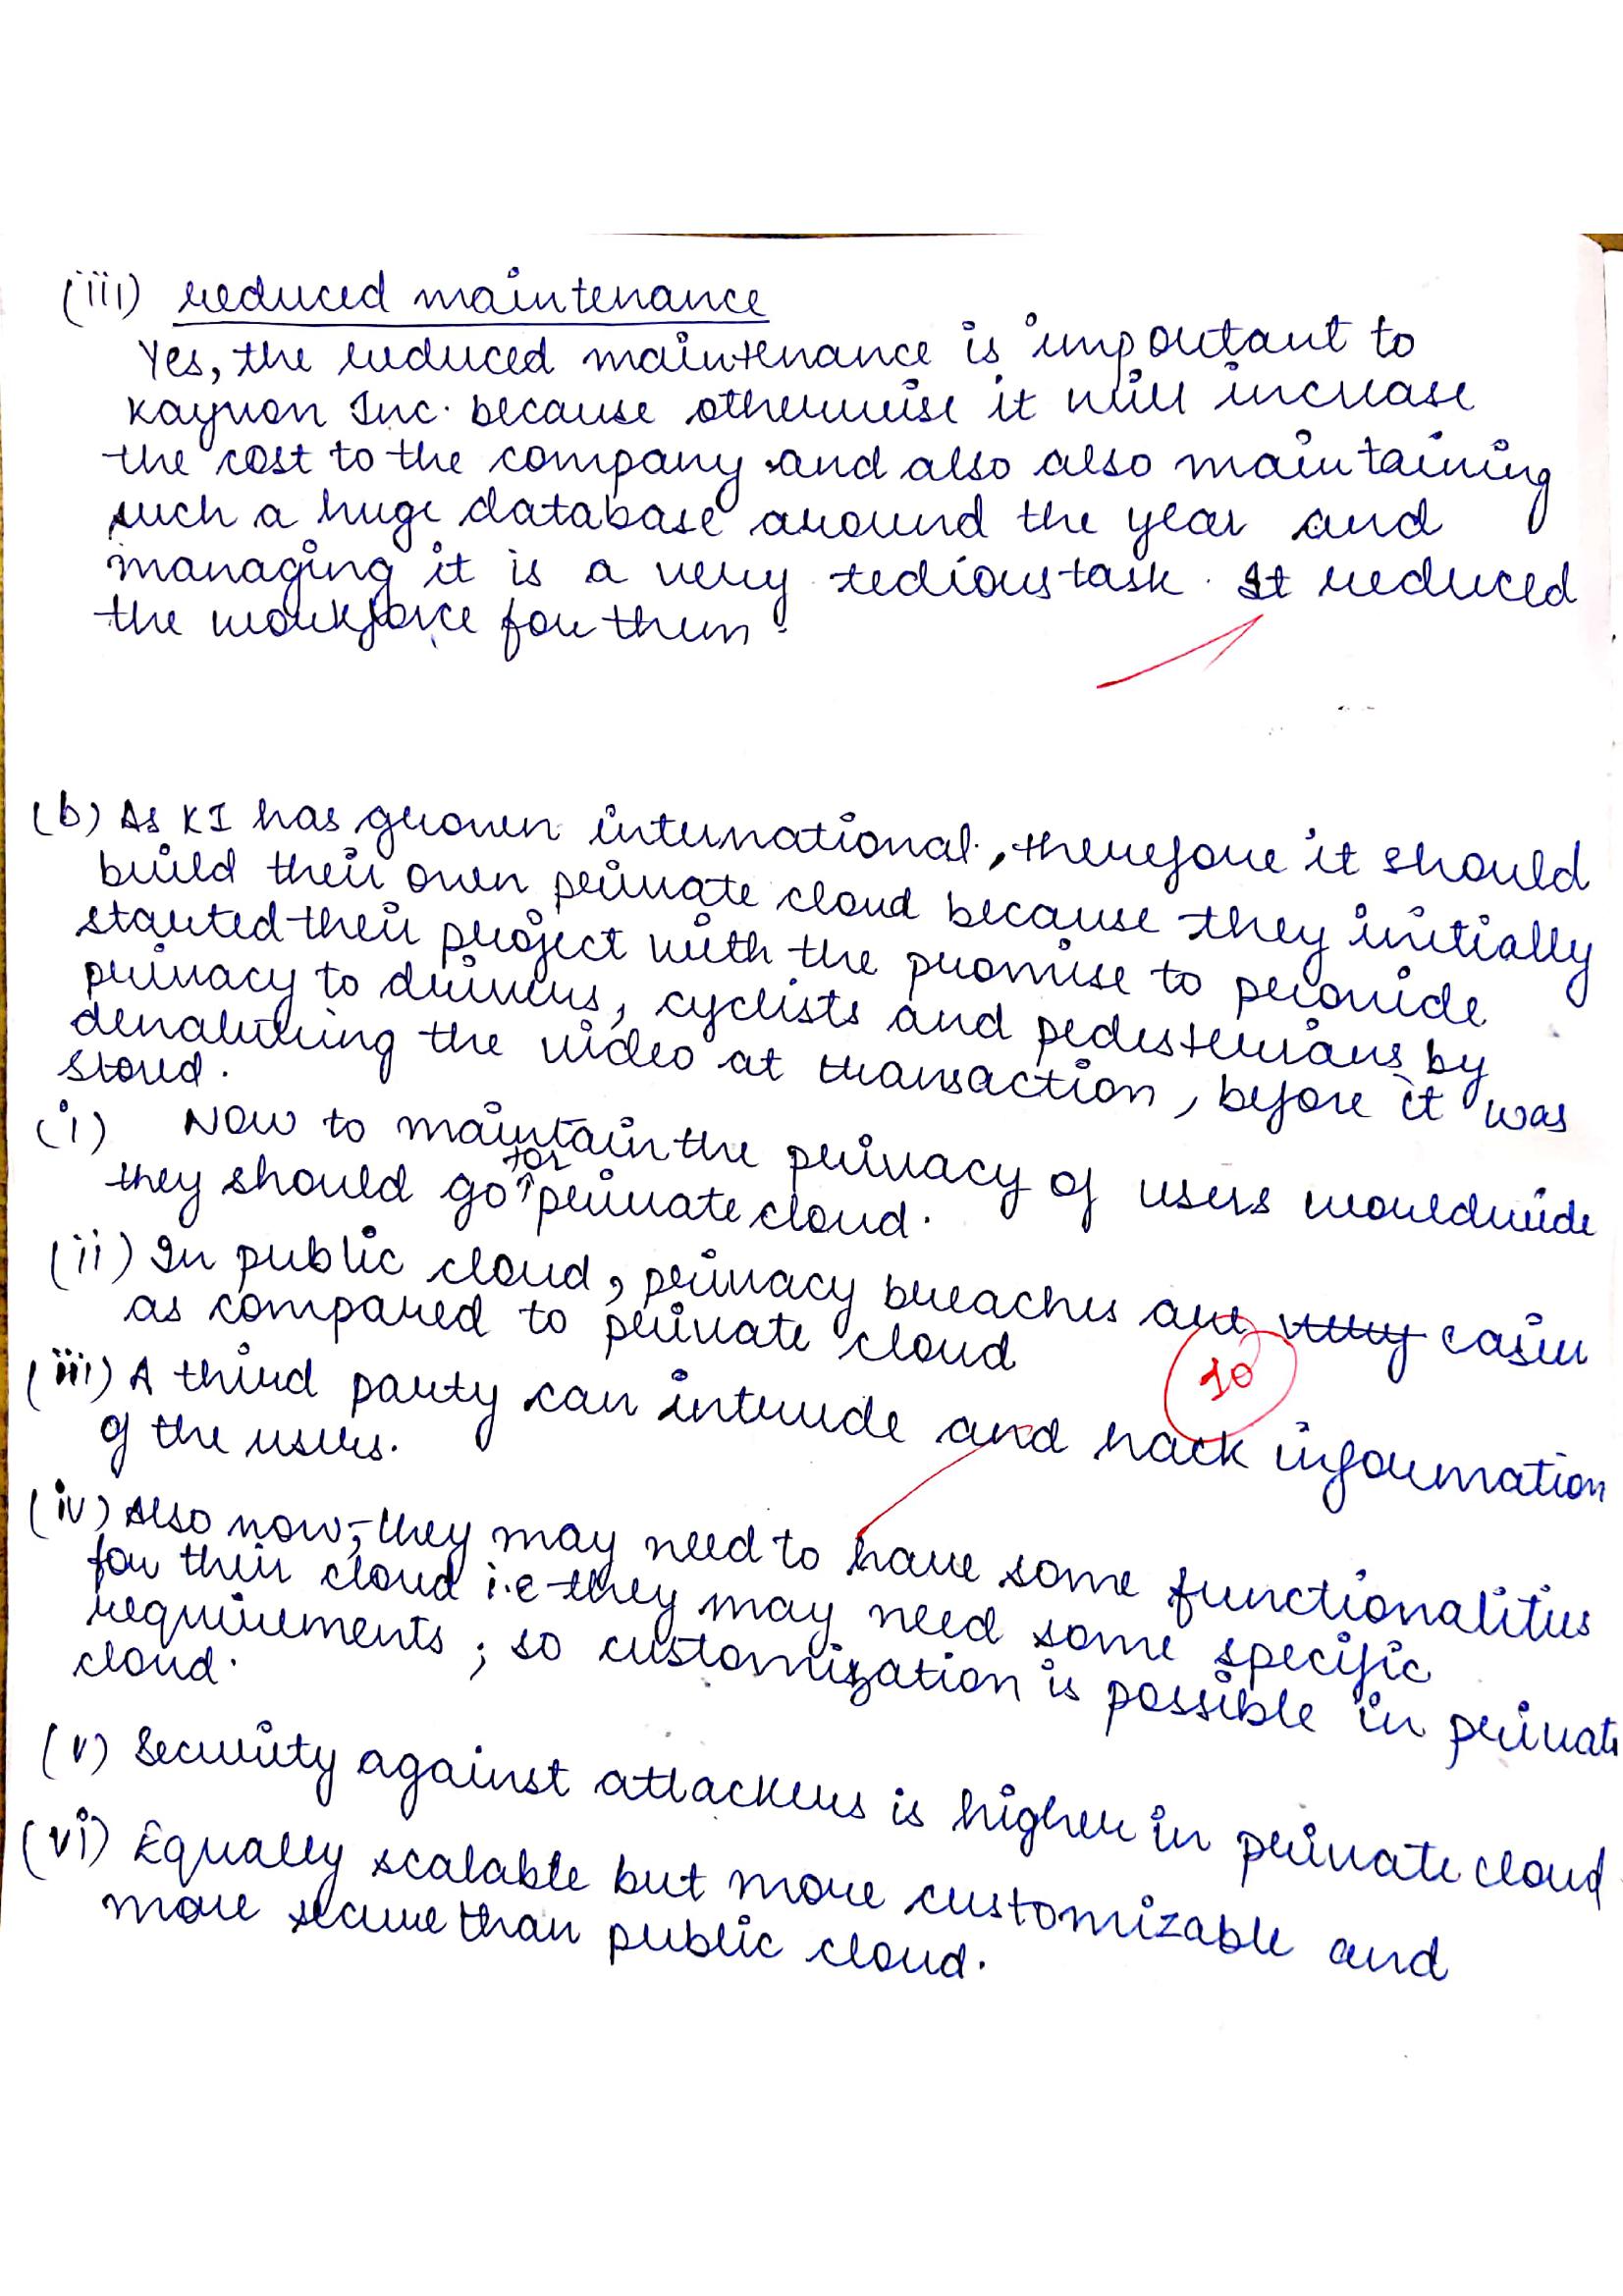 (iii) reduced maintenance
Yes, the reduced maintenance is important to
Kayron Inc. because otherwise it will increase
the cost to the company and also also maintaining
such a huge database around the year and
managing it is a very tedious task. It reduced
the workforce for them.
(b) As KI has grown international, therefore it should
build their own private cloud because they initially
started their project with the promise to provide
privacy to drivers, cyclists and pedestrians by
the video at transaction, before it was
stored.
(i) Now to maintain the privacy of users worldwide
they should go for private cloud.
(ii) In public cloud, privacy breaches are very easier
as compared to private cloud
10
(iii) A third party can intrude and hack information
of the users.
(iv) Also now, they may need to have some functionalities
for their cloud i.e they may need some specific
requirements ; so customization is possible in private
cloud.
(v) Security against attackers is higher in private cloud
(vi) Equally scalable but more customizable and
more secure than public cloud.